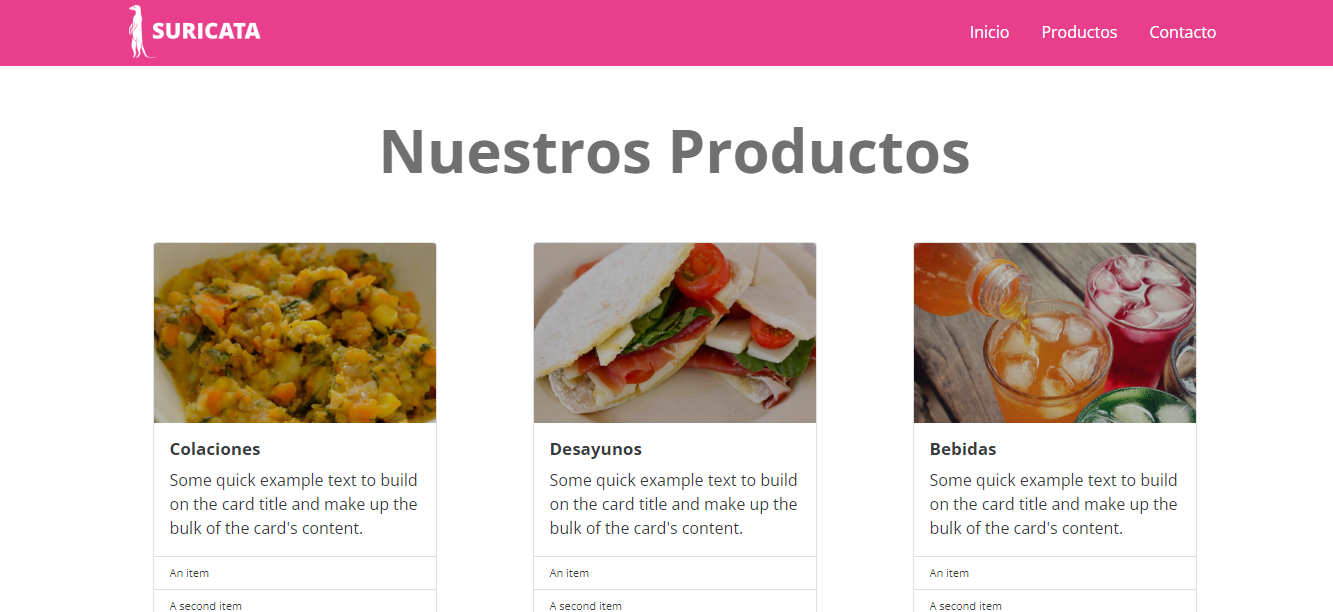 SURICATA
Inicio
Productos
Contacto
Nuestros Productos
Colaciones
Some quick example text to build
on the card title and make up the
bulk of the card's content.
An item
A second item
Desayunos
Some quick example text to build
on the card title and make up the
bulk of the card's content.
An item
A second item
Bebidas
Some quick example text to build
on the card title and make up the
bulk of the card's content.
An item
A second item